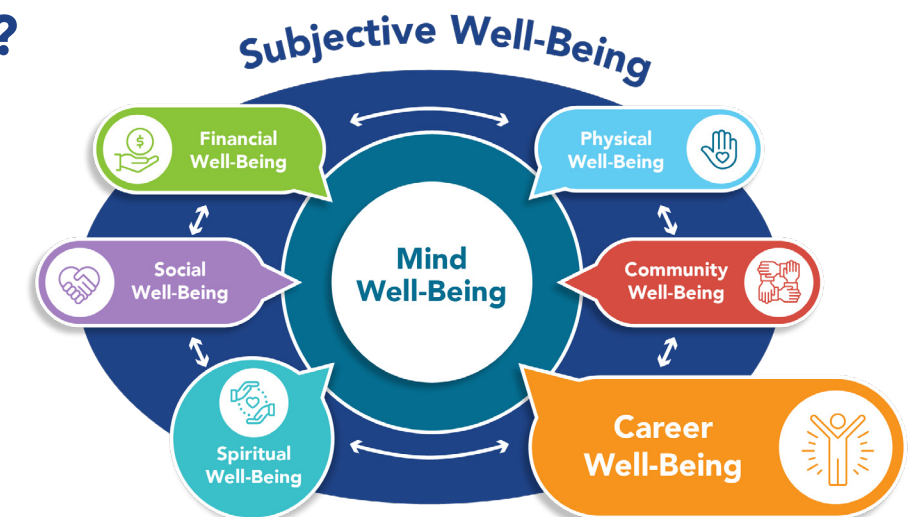 ?
Subjective Well-Being
Financial
Well-Being
$
Physical
Well-Being
Social
Well-Being
Mind
Well-Being
Community
Well-Being
Spiritual
Well-Being
Career
Well-Being